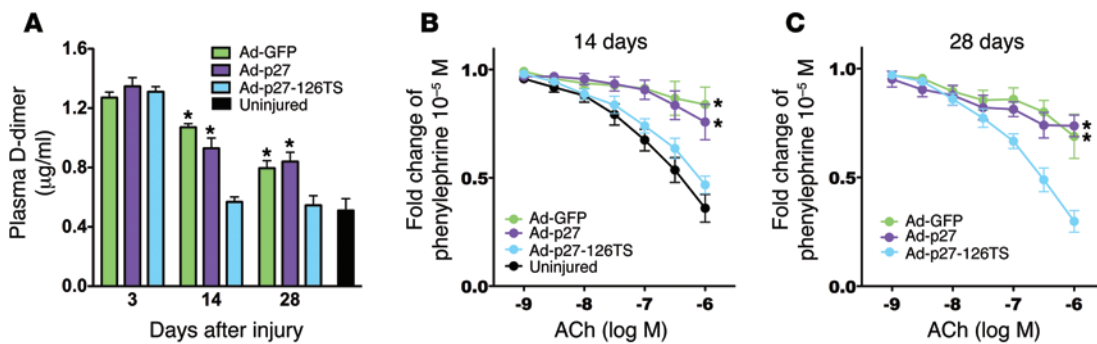 A
Plasma D-dimer
(μg/ml)
1.6
1.2
0.8
0.4
0.0
Ad-GFP
Ad-p27
Ad-p27-126TS
Uninjured
* *
* *
3 14 28
Days after injury
B
14 days
Fold change of
phenylephrine 10⁻⁵ M
1.0
0.5
0.0
*
*
Ad-GFP
Ad-p27
Ad-p27-126TS
Uninjured
-9 -8 -7 -6
ACh (log M)
C
28 days
Fold change of
phenylephrine 10⁻⁵ M
1.0
0.5
0.0
*
*
Ad-GFP
Ad-p27
Ad-p27-126TS
-9 -8 -7 -6
ACh (log M)